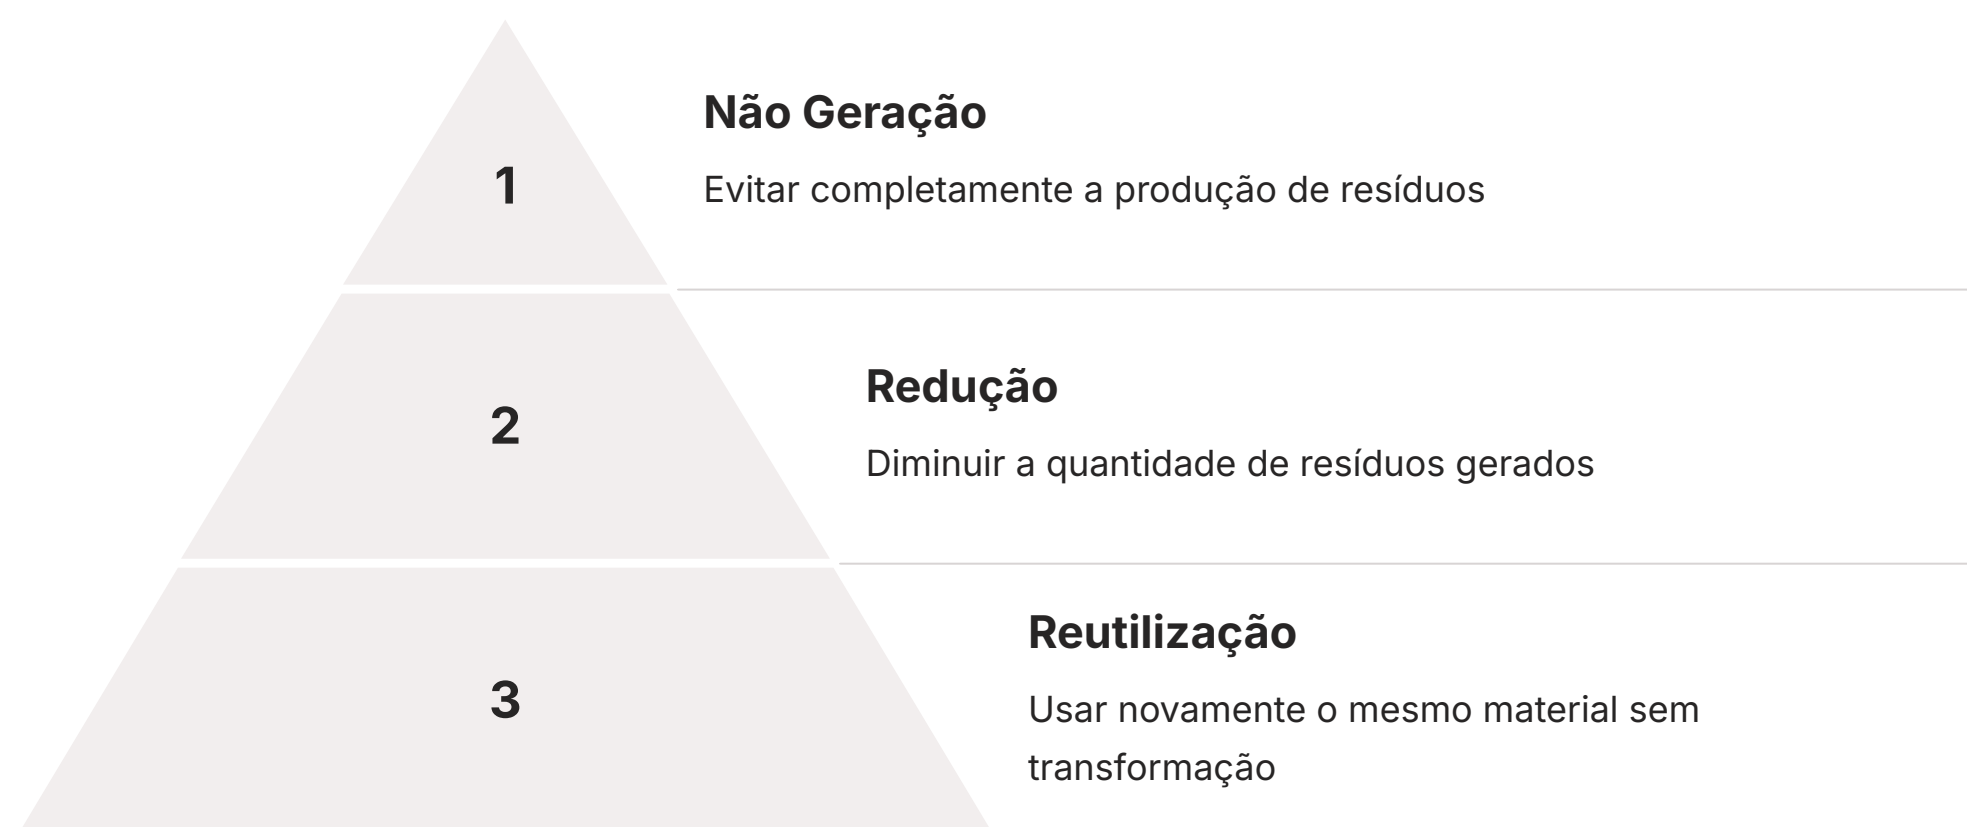 1
Não Geração
Evitar completamente a produção de resíduos
2
Redução
Diminuir a quantidade de resíduos gerados
3
Reutilização
Usar novamente o mesmo material sem
transformação